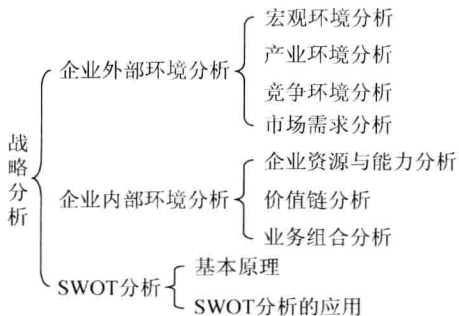 战略分析
企业外部环境分析
宏观环境分析
产业环境分析
竞争环境分析
市场需求分析
企业内部环境分析
企业资源与能力分析
价值链分析
业务组合分析
SWOT分析
基本原理
SWOT分析的应用